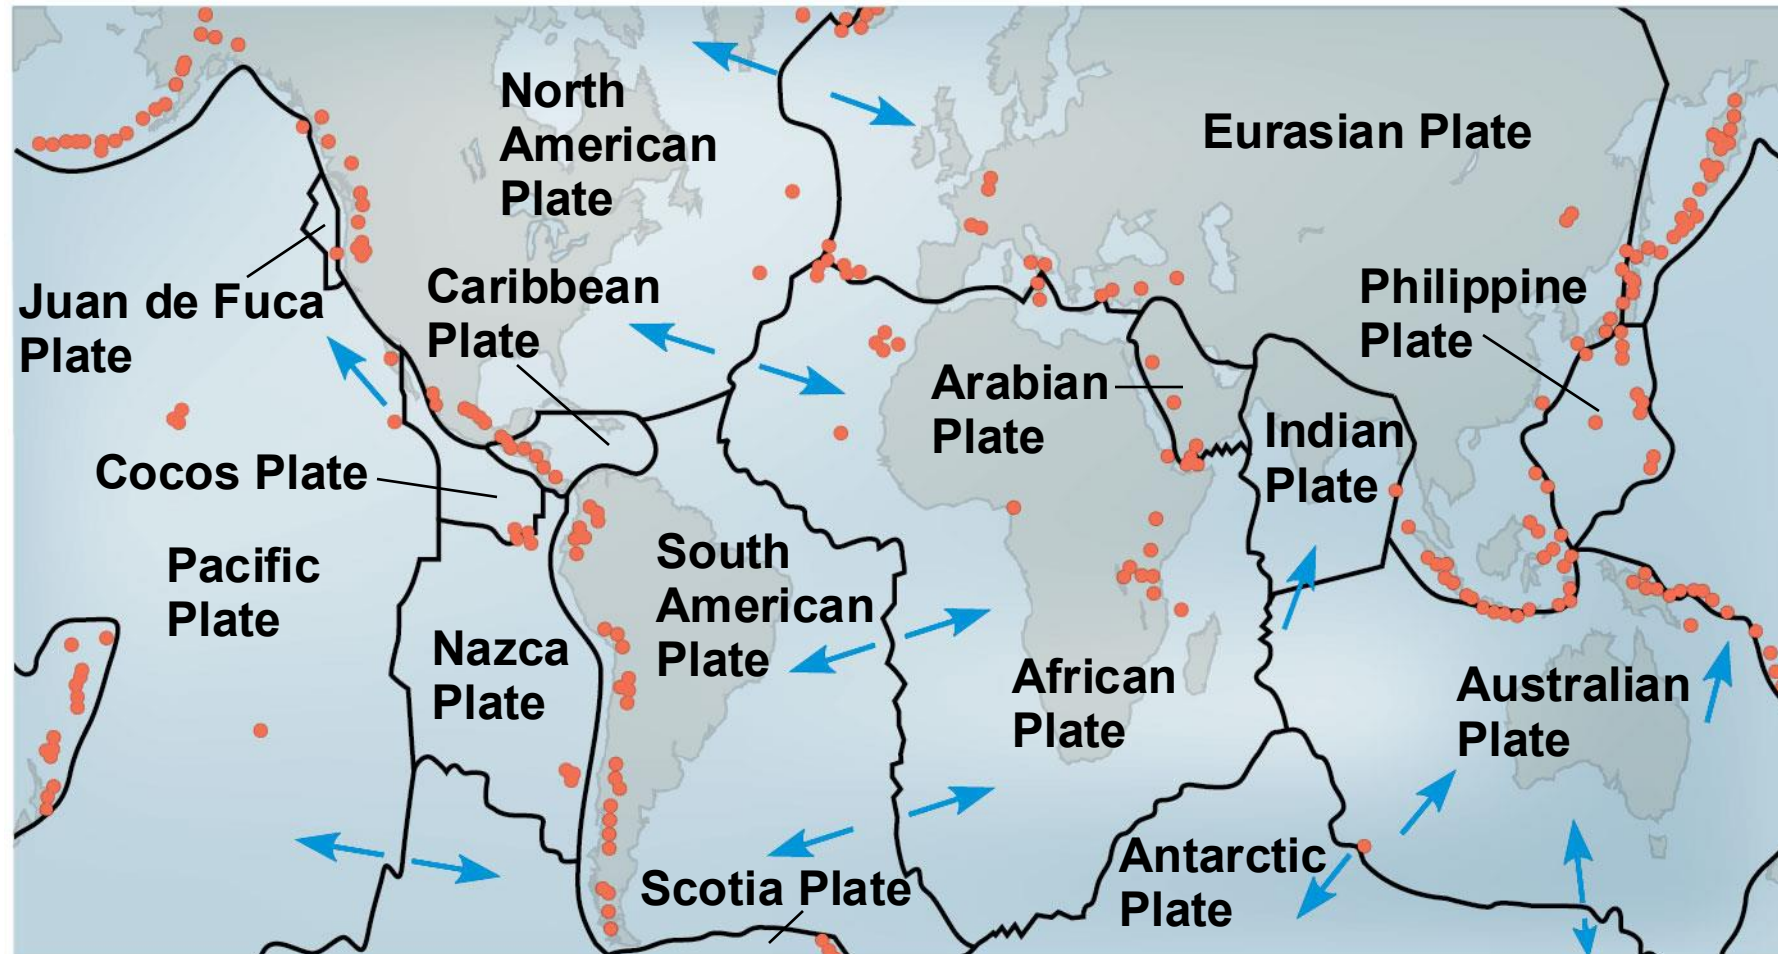 North
American
Plate
Eurasian Plate
Juan de Fuca
Plate
Caribbean
Plate
Philippine
Plate
Arabian
Plate
Indian
Plate
Cocos Plate
Pacific
Plate
South
American
Plate
Nazca
Plate
African
Plate
Australian
Plate
Scotia Plate
Antarctic
Plate